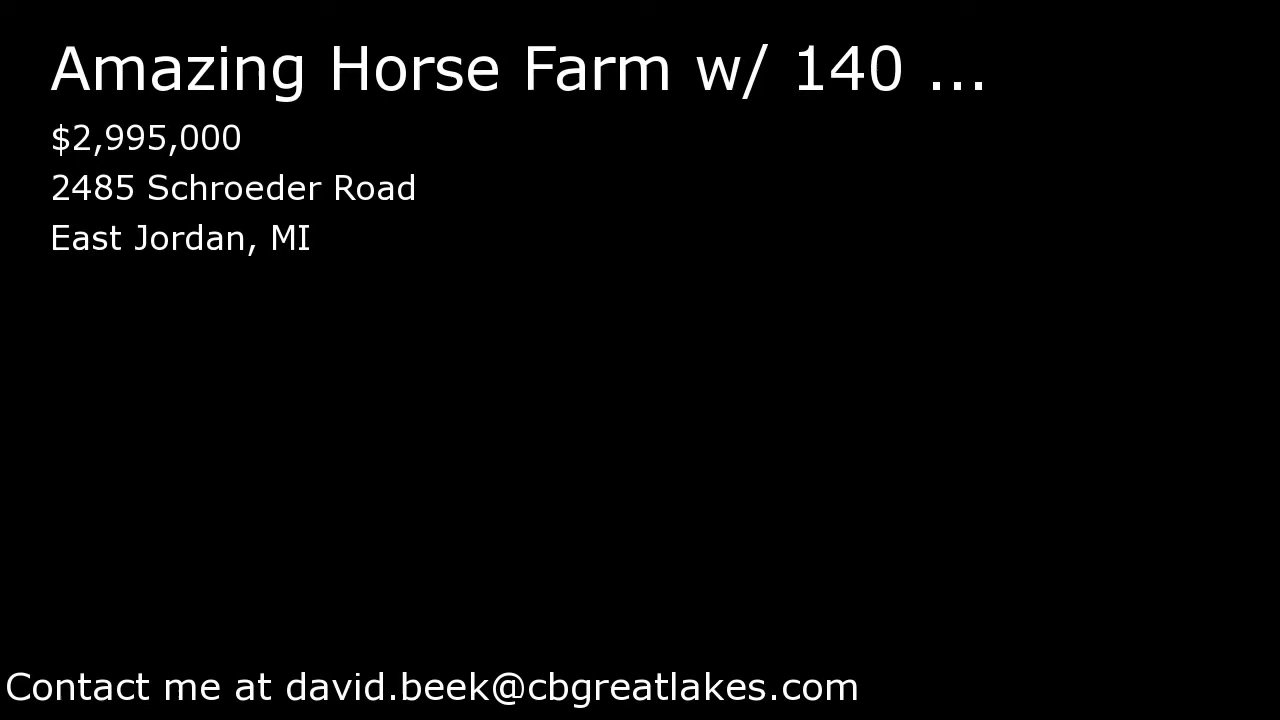 Amazing Horse Farm w/ 140 ...
$2,995,000
2485 Schroeder Road
East Jordan, MI
Contact me at david.beek@cbgreatlakes.com